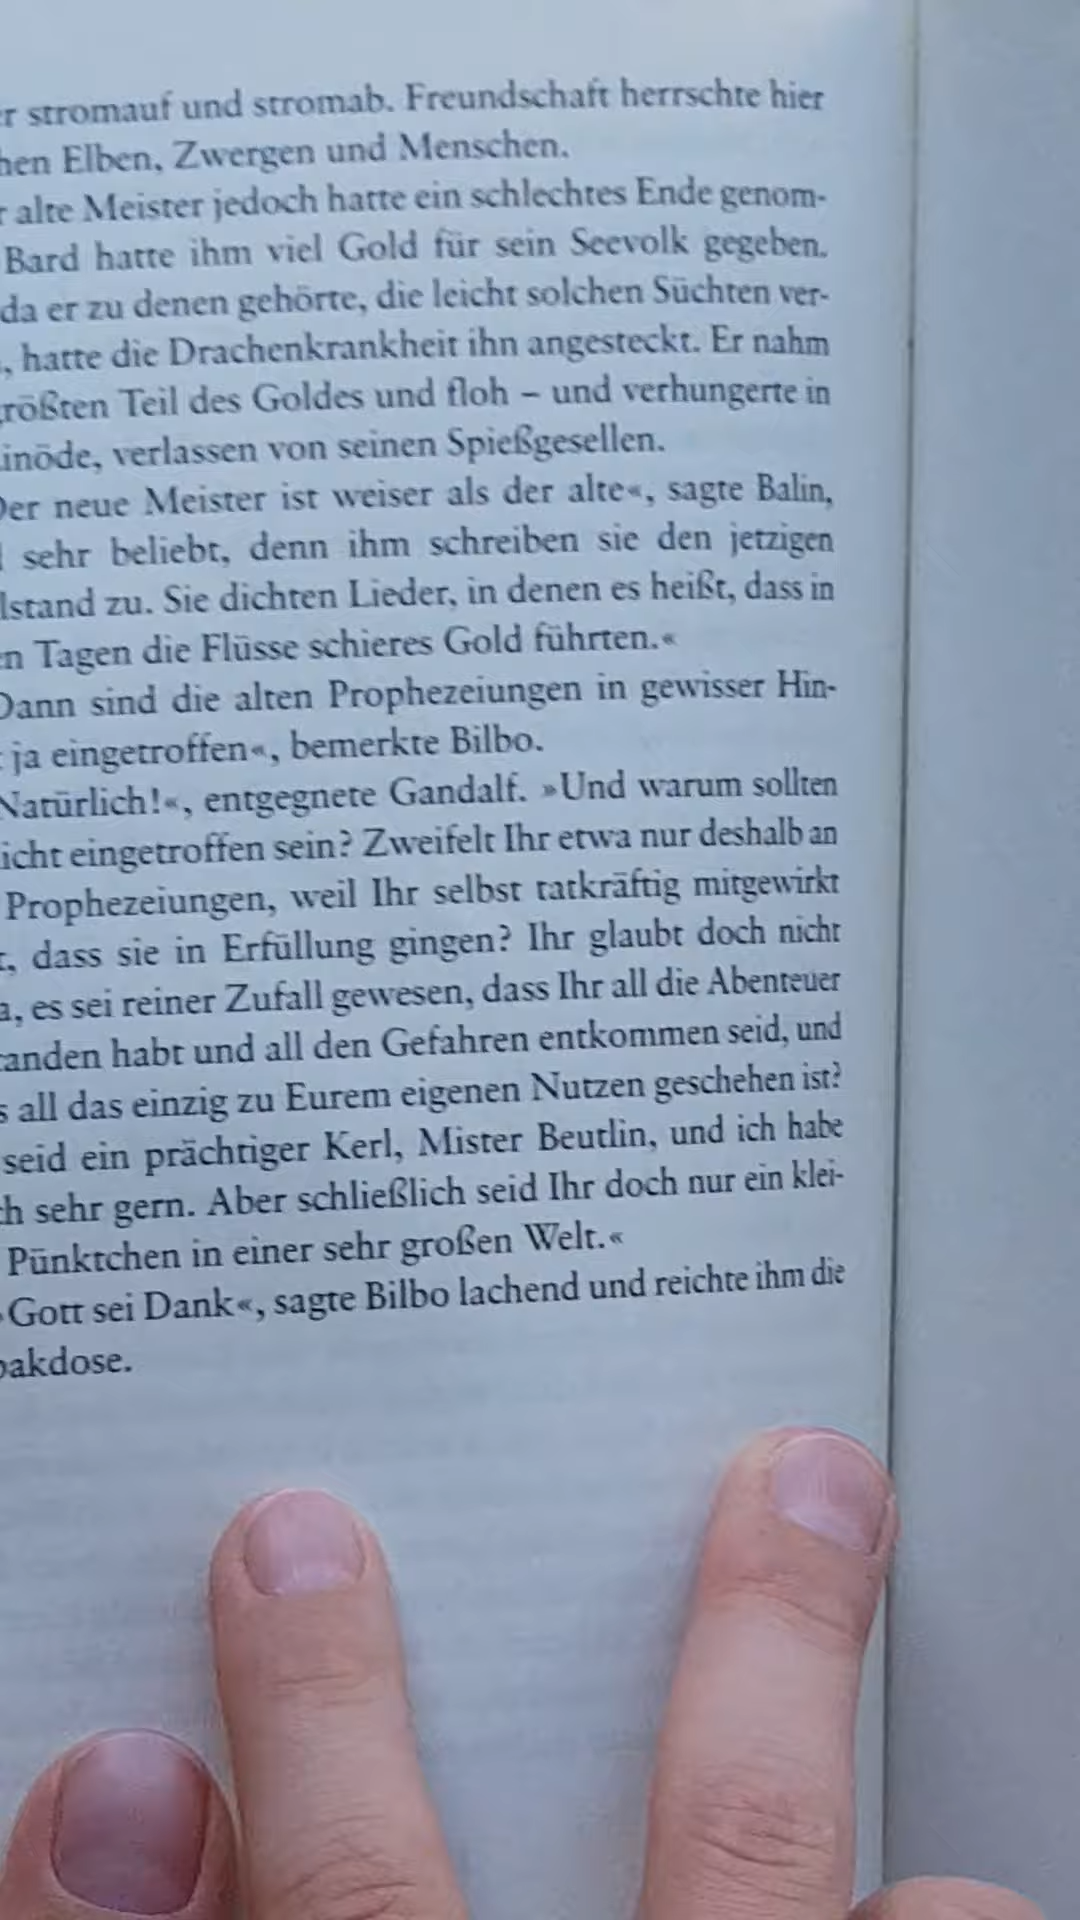 er stromauf und stromab. Freundschaft herrschte hier
hen Elben, Zwergen und Menschen.
r alte Meister jedoch hatte ein schlechtes Ende genom-
Bard hatte ihm viel Gold für sein Seevolk gegeben.
da er zu denen gehörte, die leicht solchen Süchten ver-
, hatte die Drachenkrankheit ihn angesteckt. Er nahm
größten Teil des Goldes und floh – und verhungerte in
inöde, verlassen von seinen Spießgesellen.
Der neue Meister ist weiser als der alte«, sagte Balin,
sehr beliebt, denn ihm schreiben sie den jetzigen
lstand zu. Sie dichten Lieder, in denen es heißt, dass in
en Tagen die Flüsse schieres Gold führten.«
Dann sind die alten Prophezeiungen in gewisser Hin-
ja eingetroffen«, bemerkte Bilbo.
Natürlich!«, entgegnete Gandalf. »Und warum sollten
icht eingetroffen sein? Zweifelt Ihr etwa nur deshalb an
Prophezeiungen, weil Ihr selbst tatkräftig mitgewirkt
t, dass sie in Erfüllung gingen? Ihr glaubt doch nicht
a, es sei reiner Zufall gewesen, dass Ihr all die Abenteuer
tanden habt und all den Gefahren entkommen seid, und
s all das einzig zu Eurem eigenen Nutzen geschehen ist?
seid ein prächtiger Kerl, Mister Beutlin, und ich habe
ch sehr gern. Aber schließlich seid Ihr doch nur ein klei-
Pünktchen in einer sehr großen Welt.«
»Gott sei Dank«, sagte Bilbo lachend und reichte ihm die
bakdose.